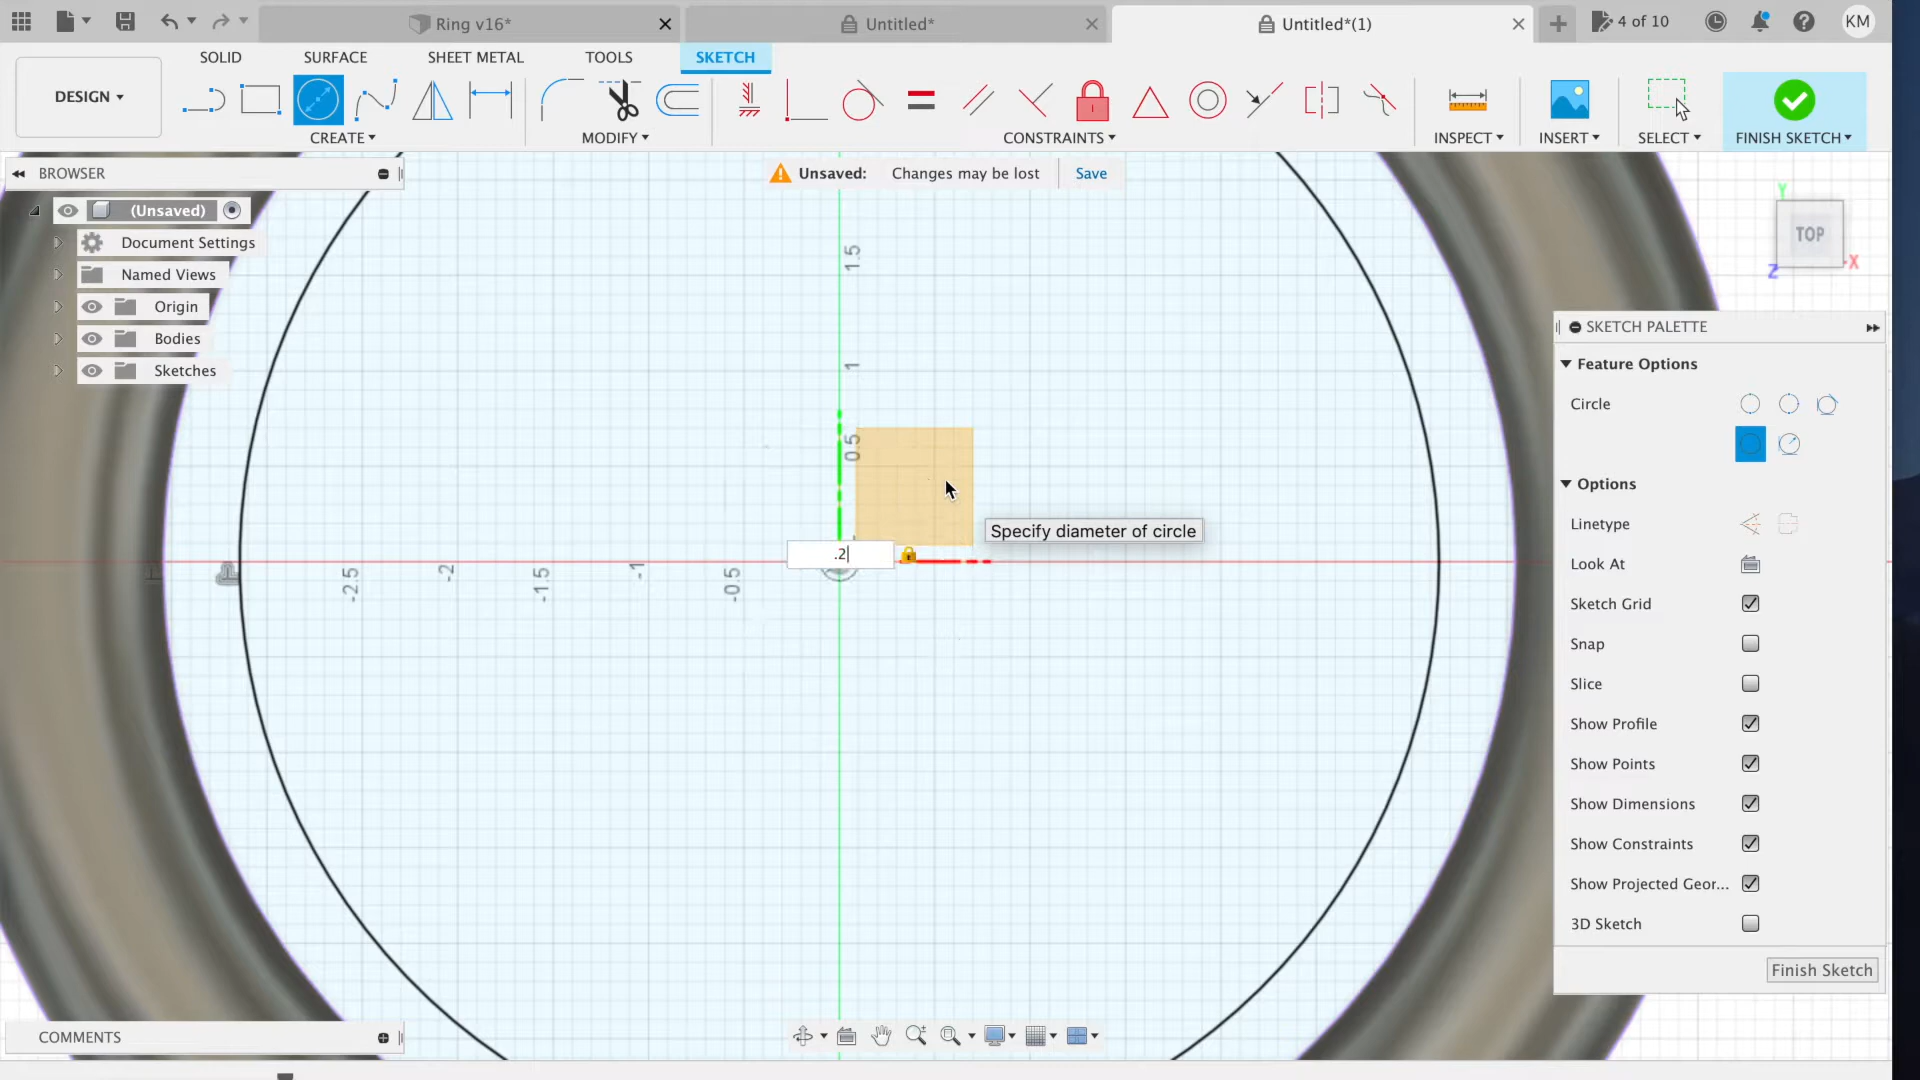 Ring v16*
Untitled*
Untitled*(1)
4 of 10
KM
SOLID
SURFACE
SHEET METAL
TOOLS
SKETCH
DESIGN
CREATE
MODIFY
CONSTRAINTS
INSPECT
INSERT
SELECT
FINISH SKETCH
BROWSER
Unsaved:
Changes may be lost
Save
(Unsaved)
Document Settings
Named Views
Origin
Bodies
Sketches
Y
TOP
X
Z
1.5
1
0.5
-2.5
-2
-1.5
-1
-0.5
.2
Specify diameter of circle
SKETCH PALETTE
Feature Options
Circle
Options
Linetype
Look At
Sketch Grid
Snap
Slice
Show Profile
Show Points
Show Dimensions
Show Constraints
Show Projected Geor...
3D Sketch
Finish Sketch
COMMENTS